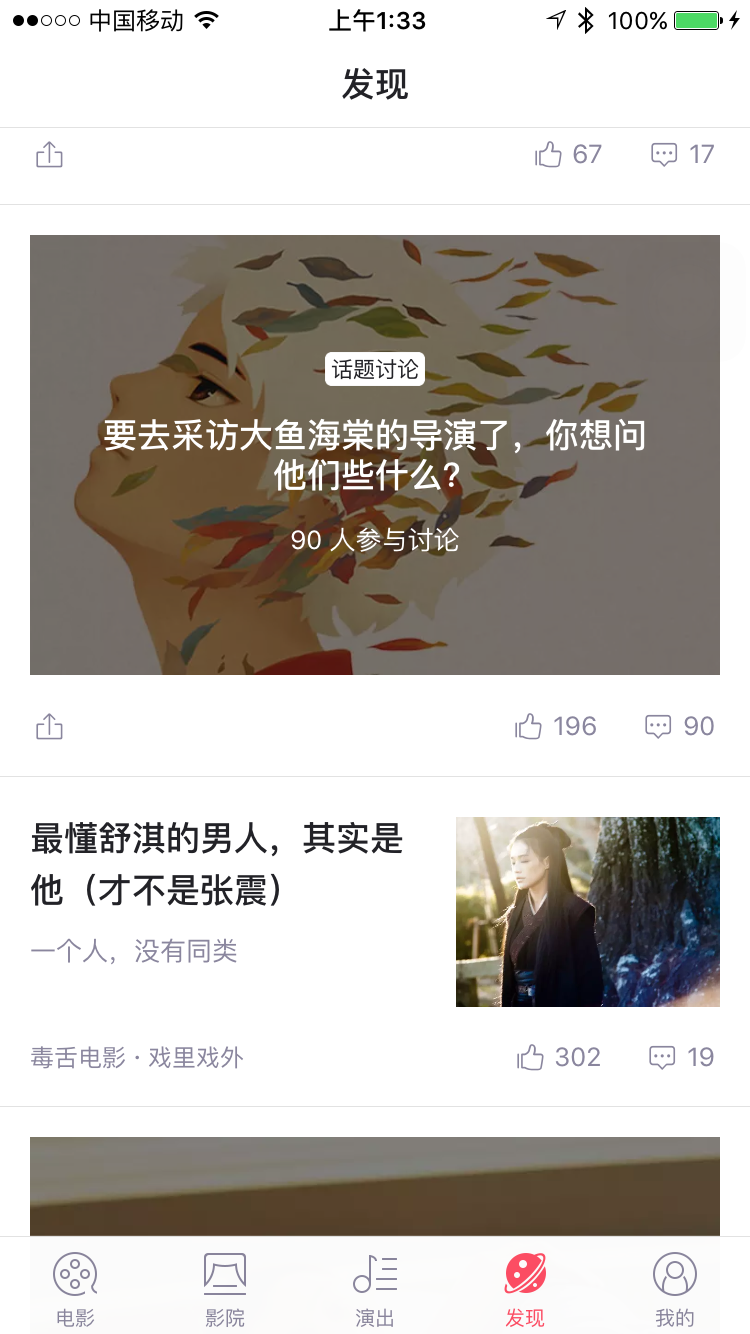 中国移动
上午1:33
100%
发现
67
17
话题讨论
要去采访大鱼海棠的导演了，你想问
他们些什么?
90 人参与讨论
196
90
最懂舒淇的男人，其实是
他（才不是张震）
一个人，没有同类
毒舌电影 · 戏里戏外
302
19
电影
影院
演出
发现
我的